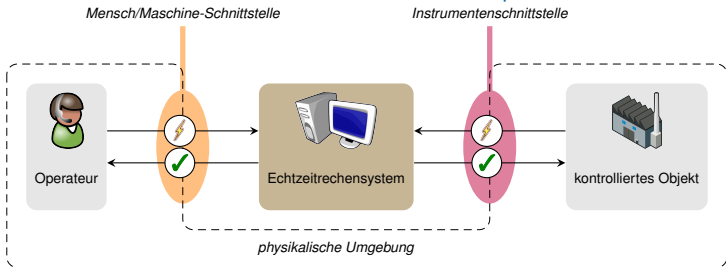 Mensch/Maschine-Schnittstelle
Instrumentenschnittstelle
Operateur
Echtzeitrechensystem
kontrolliertes Objekt
physikalische Umgebung